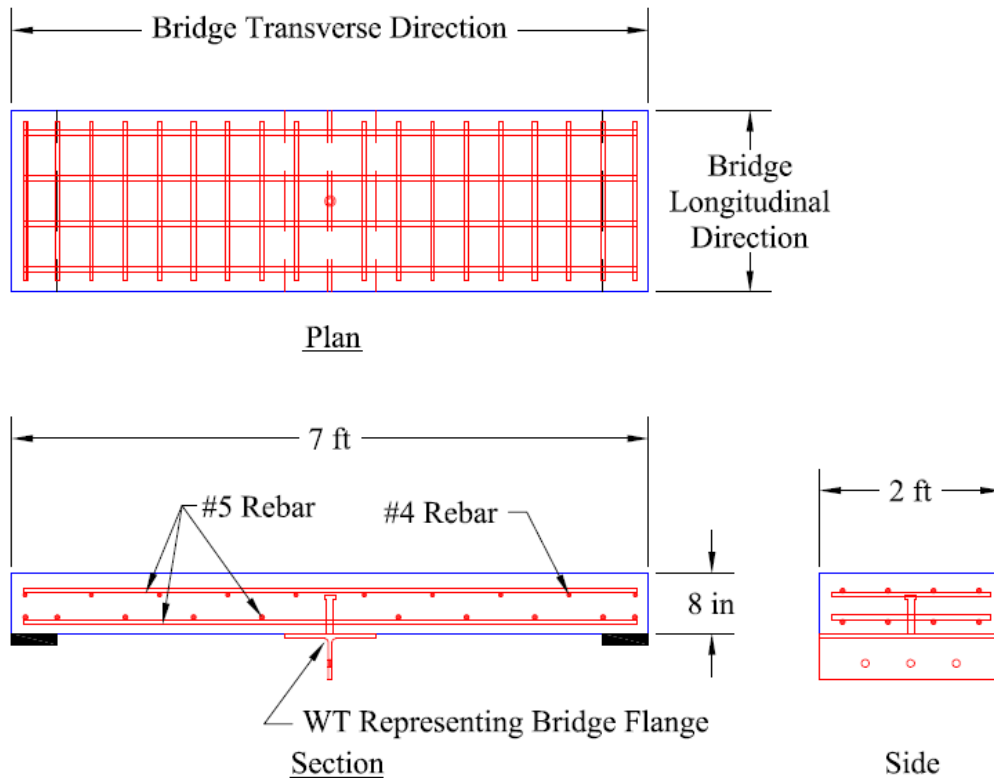 Bridge Transverse Direction
Bridge
Longitudinal
Direction
Plan
7 ft
#5 Rebar
#4 Rebar
2 ft
8 in
WT Representing Bridge Flange
Section
Side